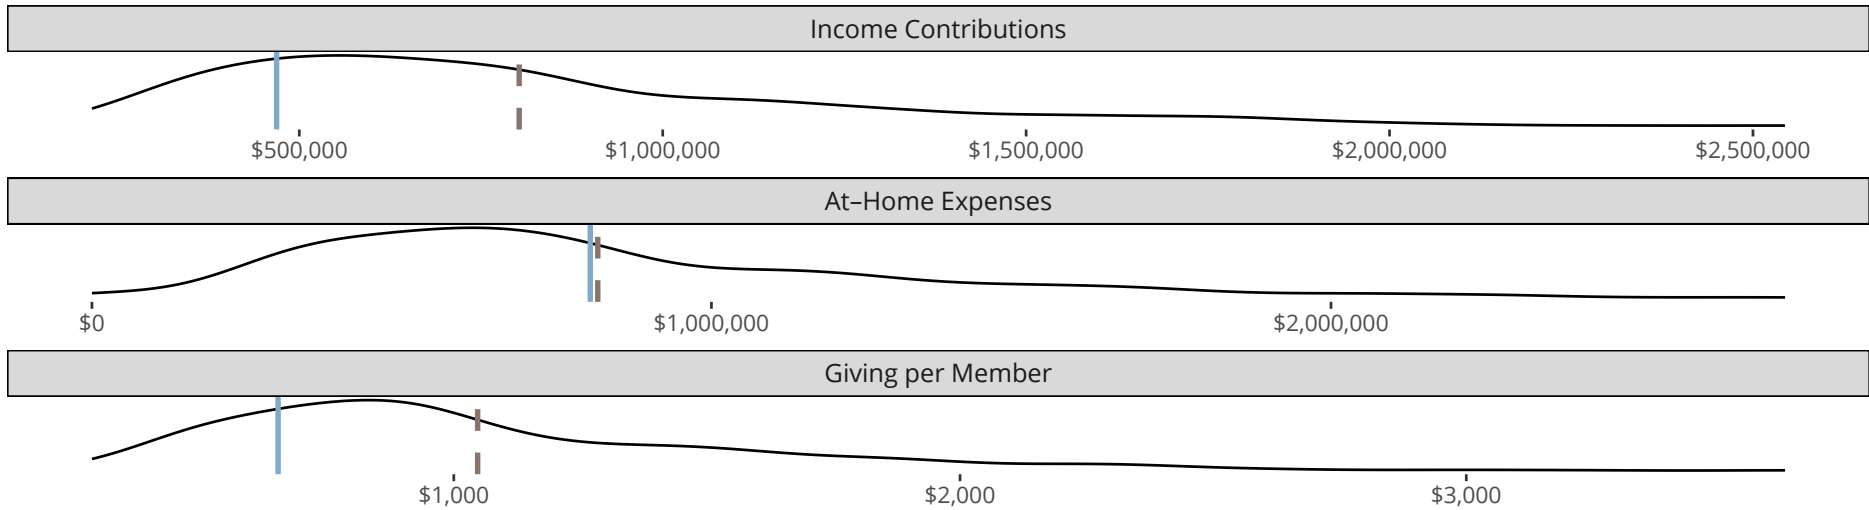 Income Contributions
$500,000 $1,000,000 $1,500,000 $2,000,000 $2,500,000
At–Home Expenses
$0 $1,000,000 $2,000,000
Giving per Member
$1,000 $2,000 $3,000